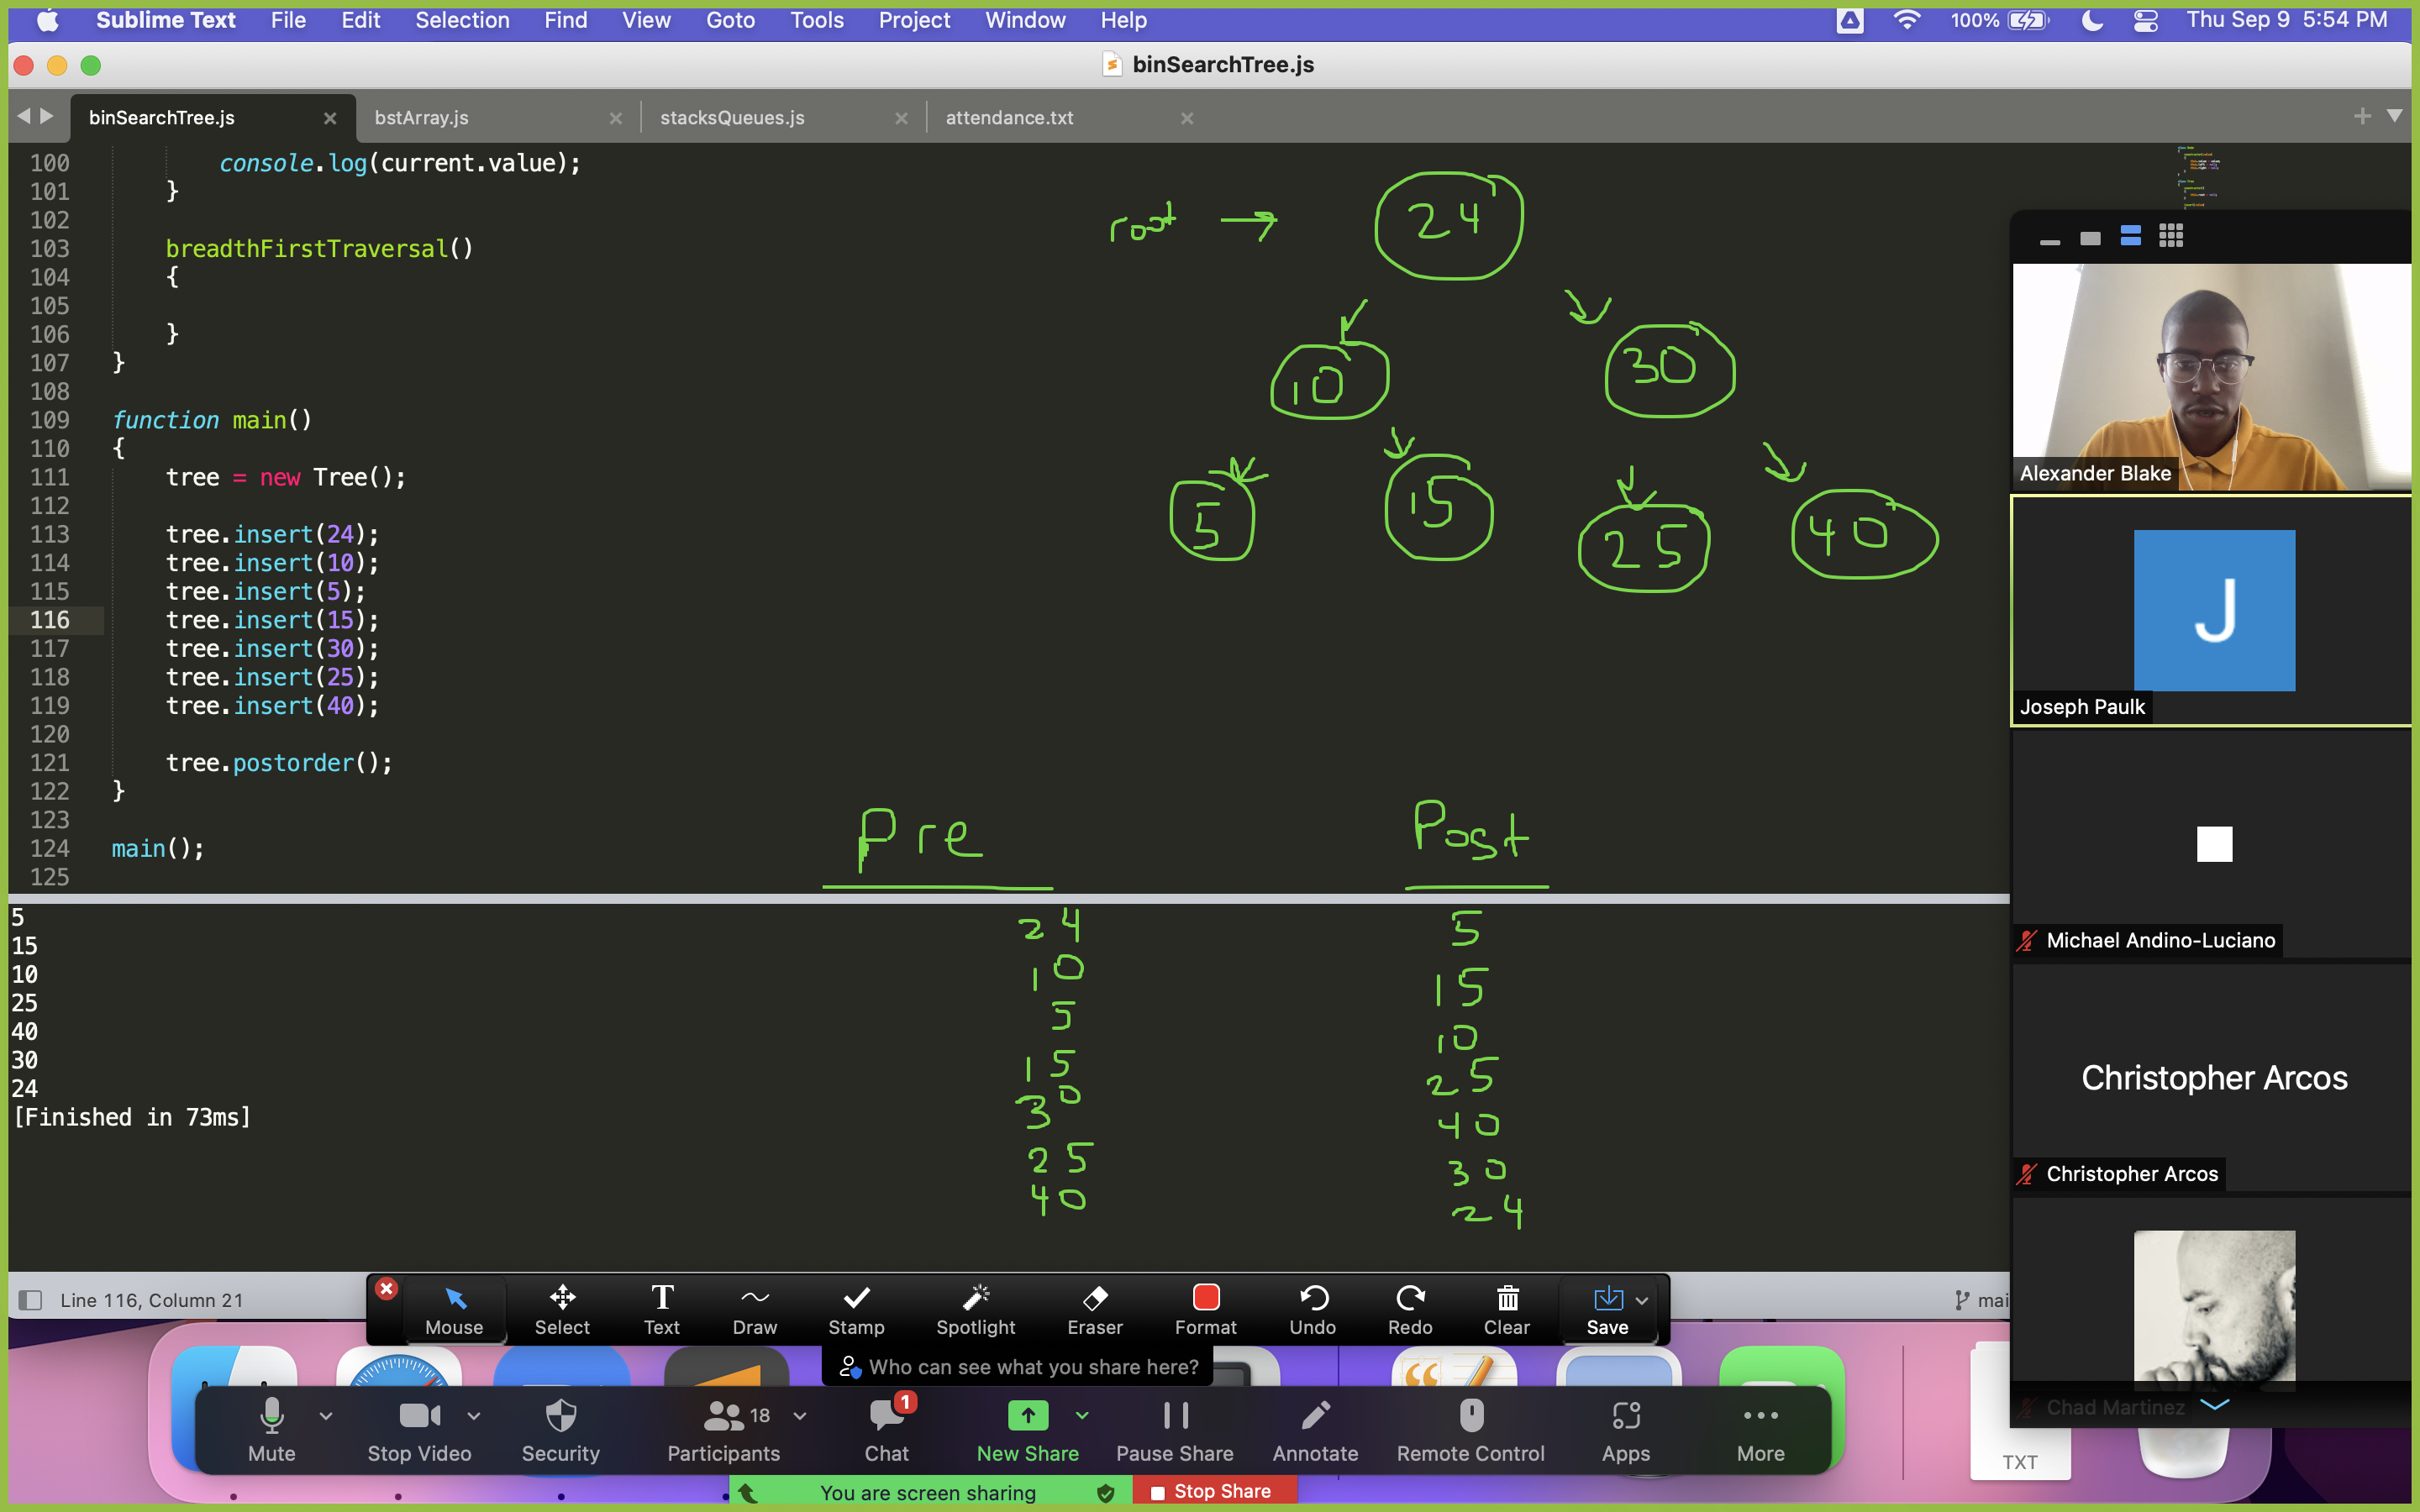 Sublime Text File Edit Selection Find View Goto Tools Project Window Help 100% Thu Sep 9 5:54 PM
binSearchTree.js
binSearchTree.js bstArray.js stacksQueues.js attendance.txt
100 console.log(current.value);
101 }
102
103 breadthFirstTraversal()
104 {
105
106 }
107 }
108
109 function main()
110 {
111 tree = new Tree();
112
113 tree.insert(24);
114 tree.insert(10);
115 tree.insert(5);
116 tree.insert(15);
117 tree.insert(30);
118 tree.insert(25);
119 tree.insert(40);
120
121 tree.postorder();
122 }
123
124 main();
125
root → 24
10 30
5 15 25 40
Pre Post
24 5
10 15
5 10
15 25
30 40
25 30
40 24
5
15
10
25
40
30
24
[Finished in 73ms]
Alexander Blake
J
Joseph Paulk
Michael Andino-Luciano
Christopher Arcos
Christopher Arcos
Chad Martinez
Line 116, Column 21 mai
Mouse Select Text Draw Stamp Spotlight Eraser Format Undo Redo Clear Save
Who can see what you share here?
18 1
Mute Stop Video Security Participants Chat New Share Pause Share Annotate Remote Control Apps More
TXT
You are screen sharing Stop Share